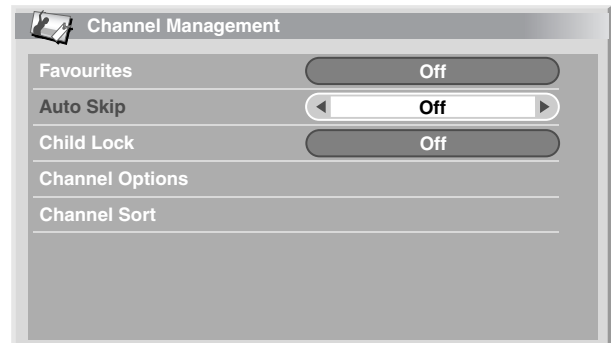 Channel Management
Favourites Off
Auto Skip Off
Child Lock Off
Channel Options
Channel Sort